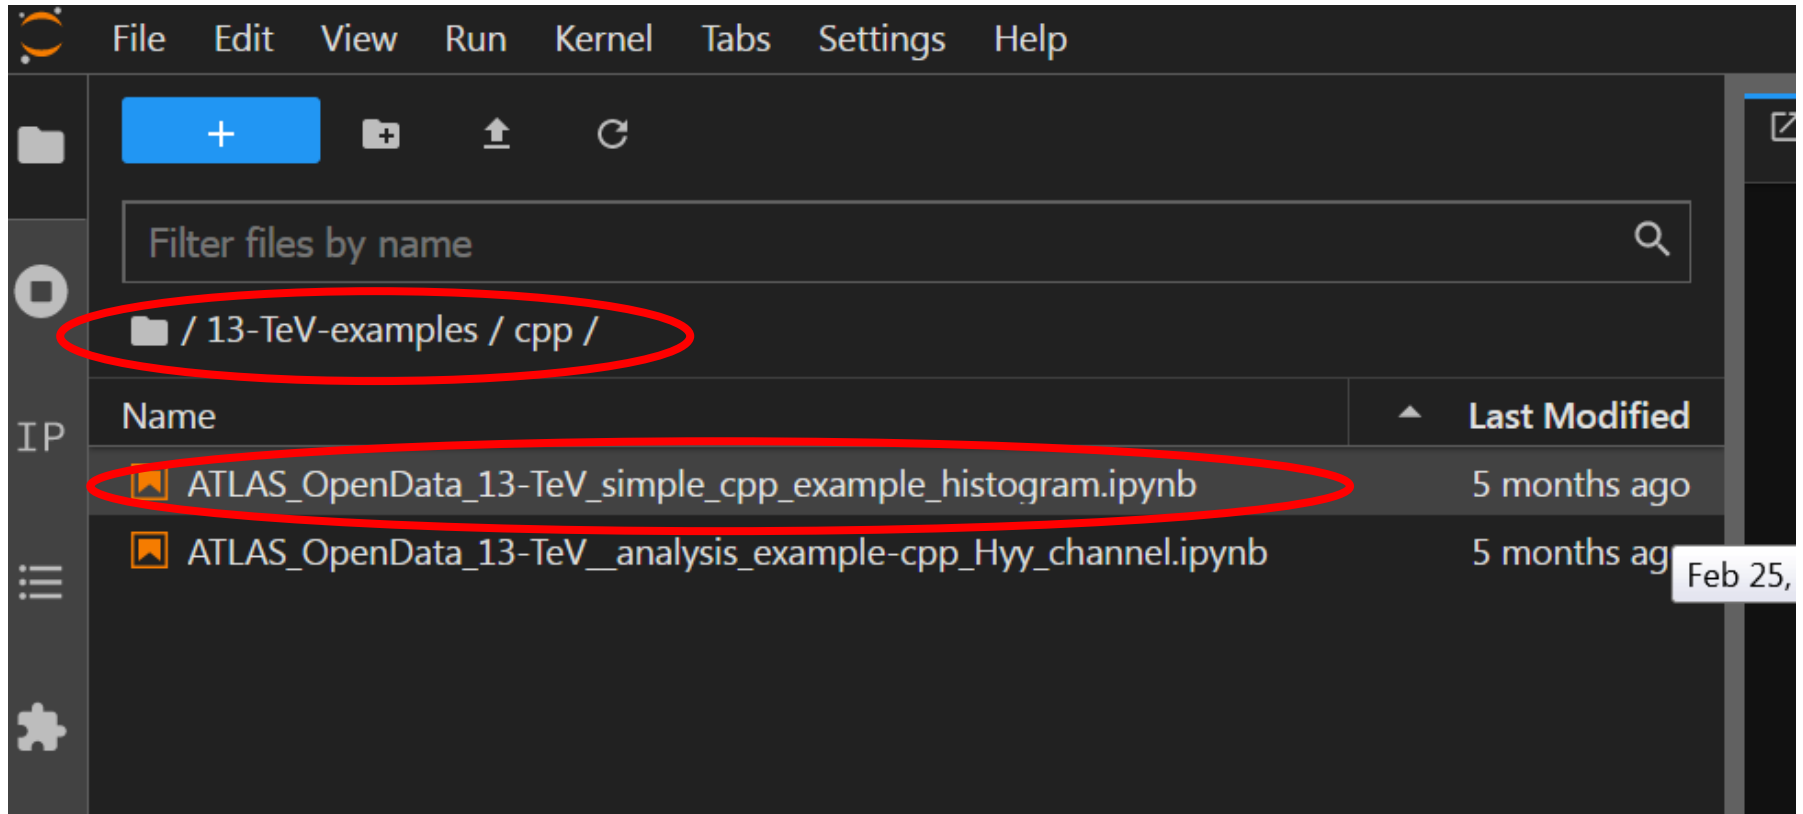 File Edit View Run Kernel Tabs Settings Help
+
Filter files by name
/ 13-TeV-examples / cpp /
IP
Name Last Modified
ATLAS_OpenData_13-TeV_simple_cpp_example_histogram.ipynb 5 months ago
ATLAS_OpenData_13-TeV__analysis_example-cpp_Hyy_channel.ipynb 5 months ag
Feb 25,